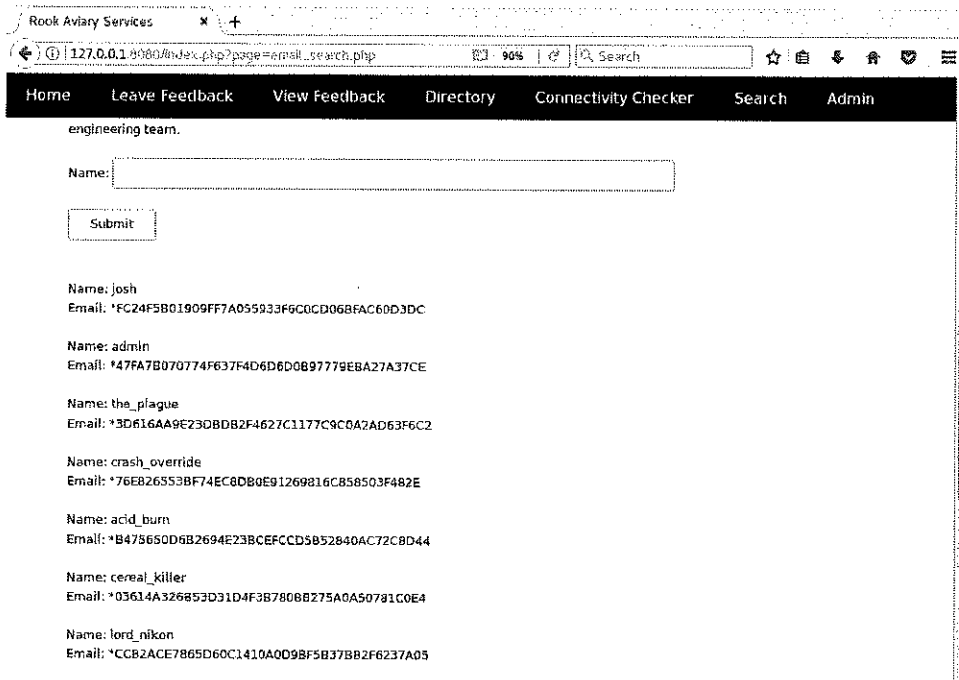 Rook Aviary Services × +
127.0.0.1:8080/index.php?page=email_search.php 90% Search
Home Leave Feedback View Feedback Directory Connectivity Checker Search Admin
engineering team.
Name:
Submit
Name: josh
Email: *FC24F5B01909FF7A055933F6C0CD06BFAC60D3DC
Name: admin
Email: *47FA7B070774F637F4D6D6D0B97779EBA27A37CE
Name: the_plague
Email: *3D616AA9E23DBDB2F4627C1177C9C0A2AD63F6C2
Name: crash_override
Email: *76EB26553BF74EC8DB0E91269816C858503F482E
Name: acid_burn
Email: *B475650D6B2694E23BCEFCCD5B52840AC72C8D44
Name: cereal_killer
Email: *03614A326853D31D4F3B780BB275A0A50781C0E4
Name: lord_nikon
Email: *CCB2ACE7865D60C1410A0D9BF5B37BB2F6237A05